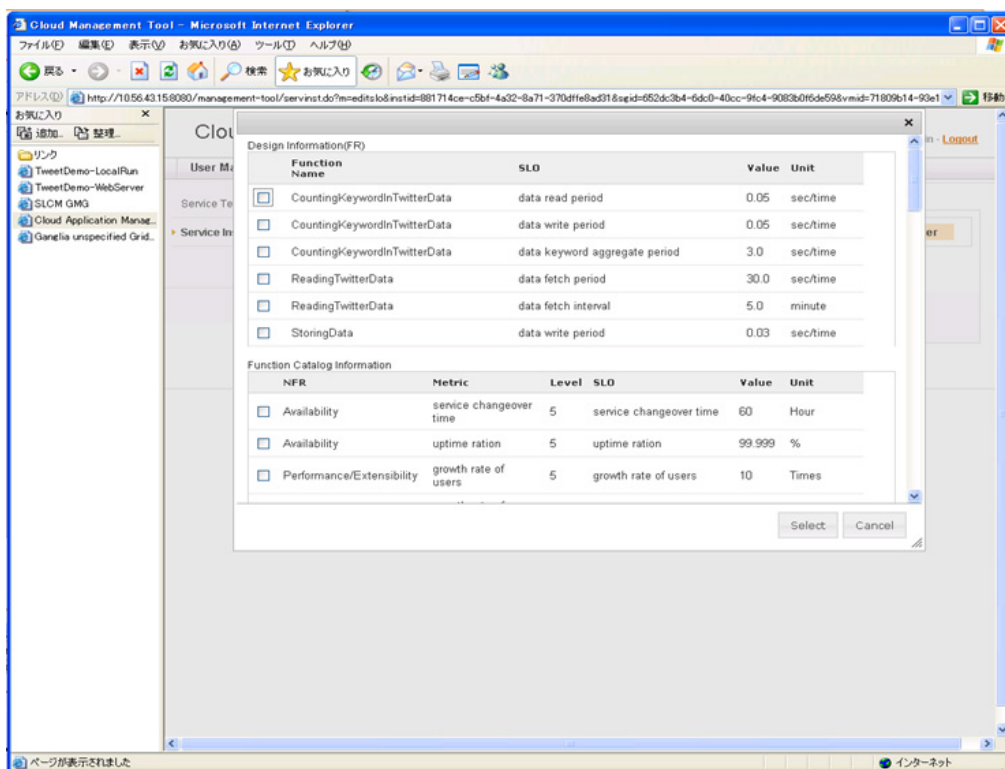 Cloud Management Tool - Microsoft Internet Explorer
ファイル(F) 編集(E) 表示(V) お気に入り(A) ツール(T) ヘルプ(H)
戻る 検索 お気に入り
アドレス(D) http://10.56.43.15:8080/management-tool/servinst.do?m=editslo&instid=881714ce-c5bf-4a32-8a71-370dffe8ad31&sgid=652dc3b4-6dc0-40cc-9fc4-9083b0f6de59&vmid=71809b14-93e1 移動
お気に入り ×
追加... 整理...
リンク
TweetDemo-LocalRun
TweetDemo-WebServer
SLCM GMG
Cloud Application Manage...
Ganglia unspecified Grid...
Clou
in - Logout
User Ma
Service Te
Service In
er
×
Design Information(FR)
Function Name SLO Value Unit
CountingKeywordInTwitterData data read period 0.05 sec/time
CountingKeywordInTwitterData data write period 0.05 sec/time
CountingKeywordInTwitterData data keyword aggregate period 3.0 sec/time
ReadingTwitterData data fetch period 30.0 sec/time
ReadingTwitterData data fetch interval 5.0 minute
StoringData data write period 0.03 sec/time
Function Catalog Information
NFR Metric Level SLO Value Unit
Availability service changeover time 5 service changeover time 60 Hour
Availability uptime ration 5 uptime ration 99.999 %
Performance/Extensibility growth rate of users 5 growth rate of users 10 Times
Select Cancel
ページが表示されました インターネット